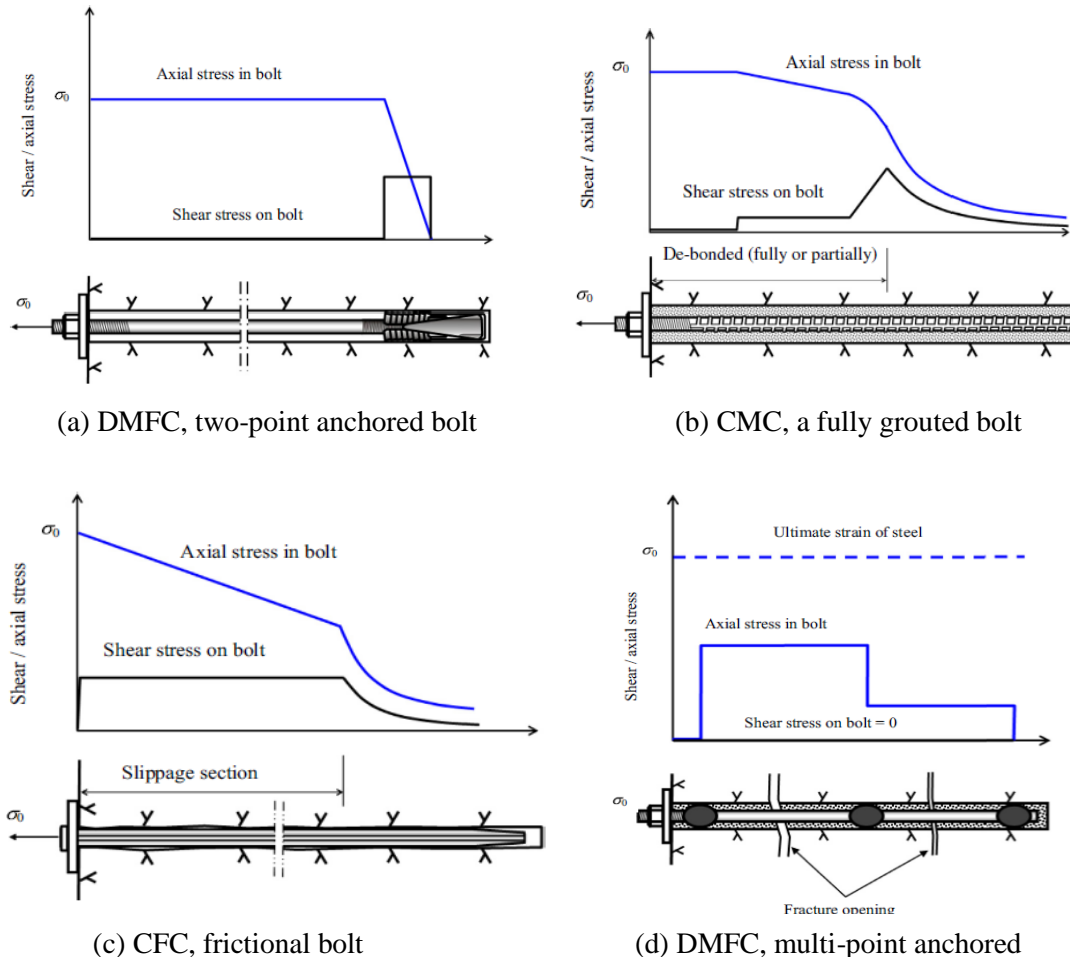 Shear / axial stress
σ₀
Axial stress in bolt
Shear stress on bolt
σ₀
(a) DMFC, two-point anchored bolt
Shear / axial stress
σ₀
Axial stress in bolt
Shear stress on bolt
De-bonded (fully or partially)
σ₀
(b) CMC, a fully grouted bolt
Shear / axial stress
σ₀
Axial stress in bolt
Shear stress on bolt
Slippage section
σ₀
(c) CFC, frictional bolt
Shear / axial stress
σ₀
Ultimate strain of steel
Axial stress in bolt
Shear stress on bolt = 0
σ₀
Fracture opening
(d) DMFC, multi-point anchored